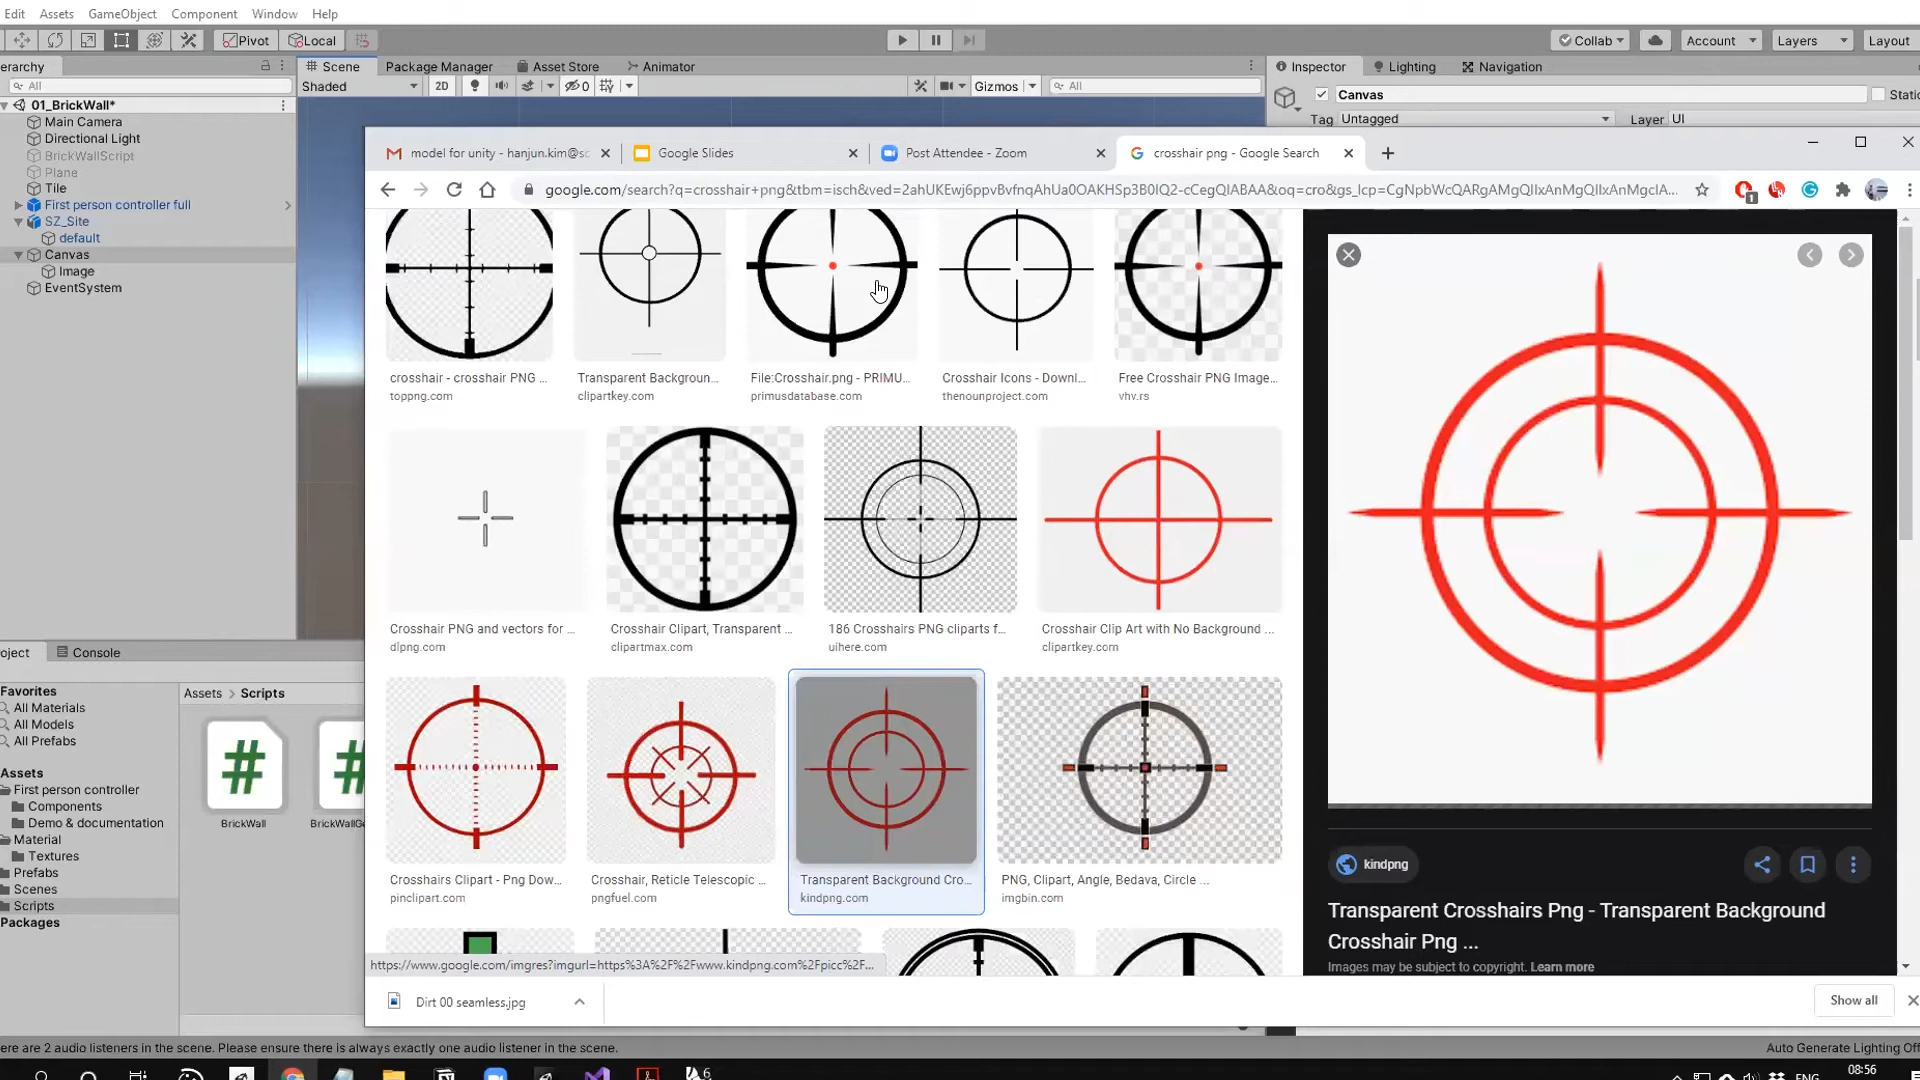 Edit Assets GameObject Component Window Help
Pivot Local Collab Account Layers Layout
erarchy Scene Package Manager Asset Store Animator Inspector Lighting Navigation
All Shaded 2D 0 Gizmos All Canvas Static
01_BrickWall* Tag Untagged Layer UI
Main Camera
Directional Light
BrickWallScript
Plane
Tile
First person controller full
SZ_Site
default
Canvas
Image
EventSystem
model for unity - hanjun.kim@sc Google Slides Post Attendee - Zoom crosshair png - Google Search
google.com/search?q=crosshair+png&tbm=isch&ved=2ahUKEwj6ppvBvfnqAhUa0OAKHSp3B0IQ2-cCegQIABAA&oq=cro&gs_lcp=CgNpbWcQARgAMgQIIxAnMgQIIxAnMgcIA...
crosshair - crosshair PNG ... Transparent Backgroun... File:Crosshair.png - PRIMU... Crosshair Icons - Downl... Free Crosshair PNG Image...
toppng.com clipartkey.com primusdatabase.com thenounproject.com vhv.rs
Crosshair PNG and vectors for ... Crosshair Clipart, Transparent ... 186 Crosshairs PNG cliparts f... Crosshair Clip Art with No Background ...
dlpng.com clipartmax.com uihere.com clipartkey.com
Crosshairs Clipart - Png Dow... Crosshair, Reticle Telescopic ... Transparent Background Cro... PNG, Clipart, Angle, Bedava, Circle ...
pinclipart.com pngfuel.com kindpng.com imgbin.com
kindpng
Transparent Crosshairs Png - Transparent Background
Crosshair Png ...
Images may be subject to copyright. Learn more
https://www.google.com/imgres?imgurl=https%3A%2F%2Fwww.kindpng.com%2Fpicc%2F...
Dirt 00 seamless.jpg Show all
oject Console
Favorites
All Materials
All Models
All Prefabs
Assets
First person controller
Components
Demo & documentation
Material
Textures
Prefabs
Scenes
Scripts
Packages
Assets > Scripts
BrickWall BrickWallGe
ere are 2 audio listeners in the scene. Please ensure there is always exactly one audio listener in the scene. Auto Generate Lighting Off
ENG 08:56